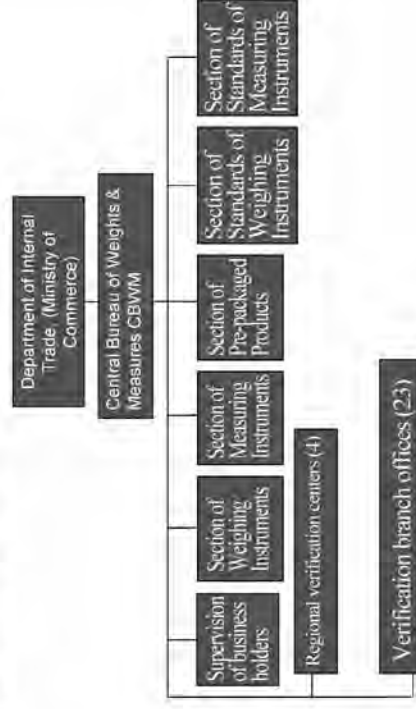 Department of Internal
Trade (Ministry of
Commerce)
Central Bureau of Weights &
Measures CBWM
Supervision
of business
holders
Section of
Weighing
Instruments
Section of
Measuring
Instruments
Section of
Pre-packaged
Products
Section of
Standards of
Weighing
Instruments
Section of
Standards of
Measuring
Instruments
Regional verification centers (4)
Verification branch offices (23)